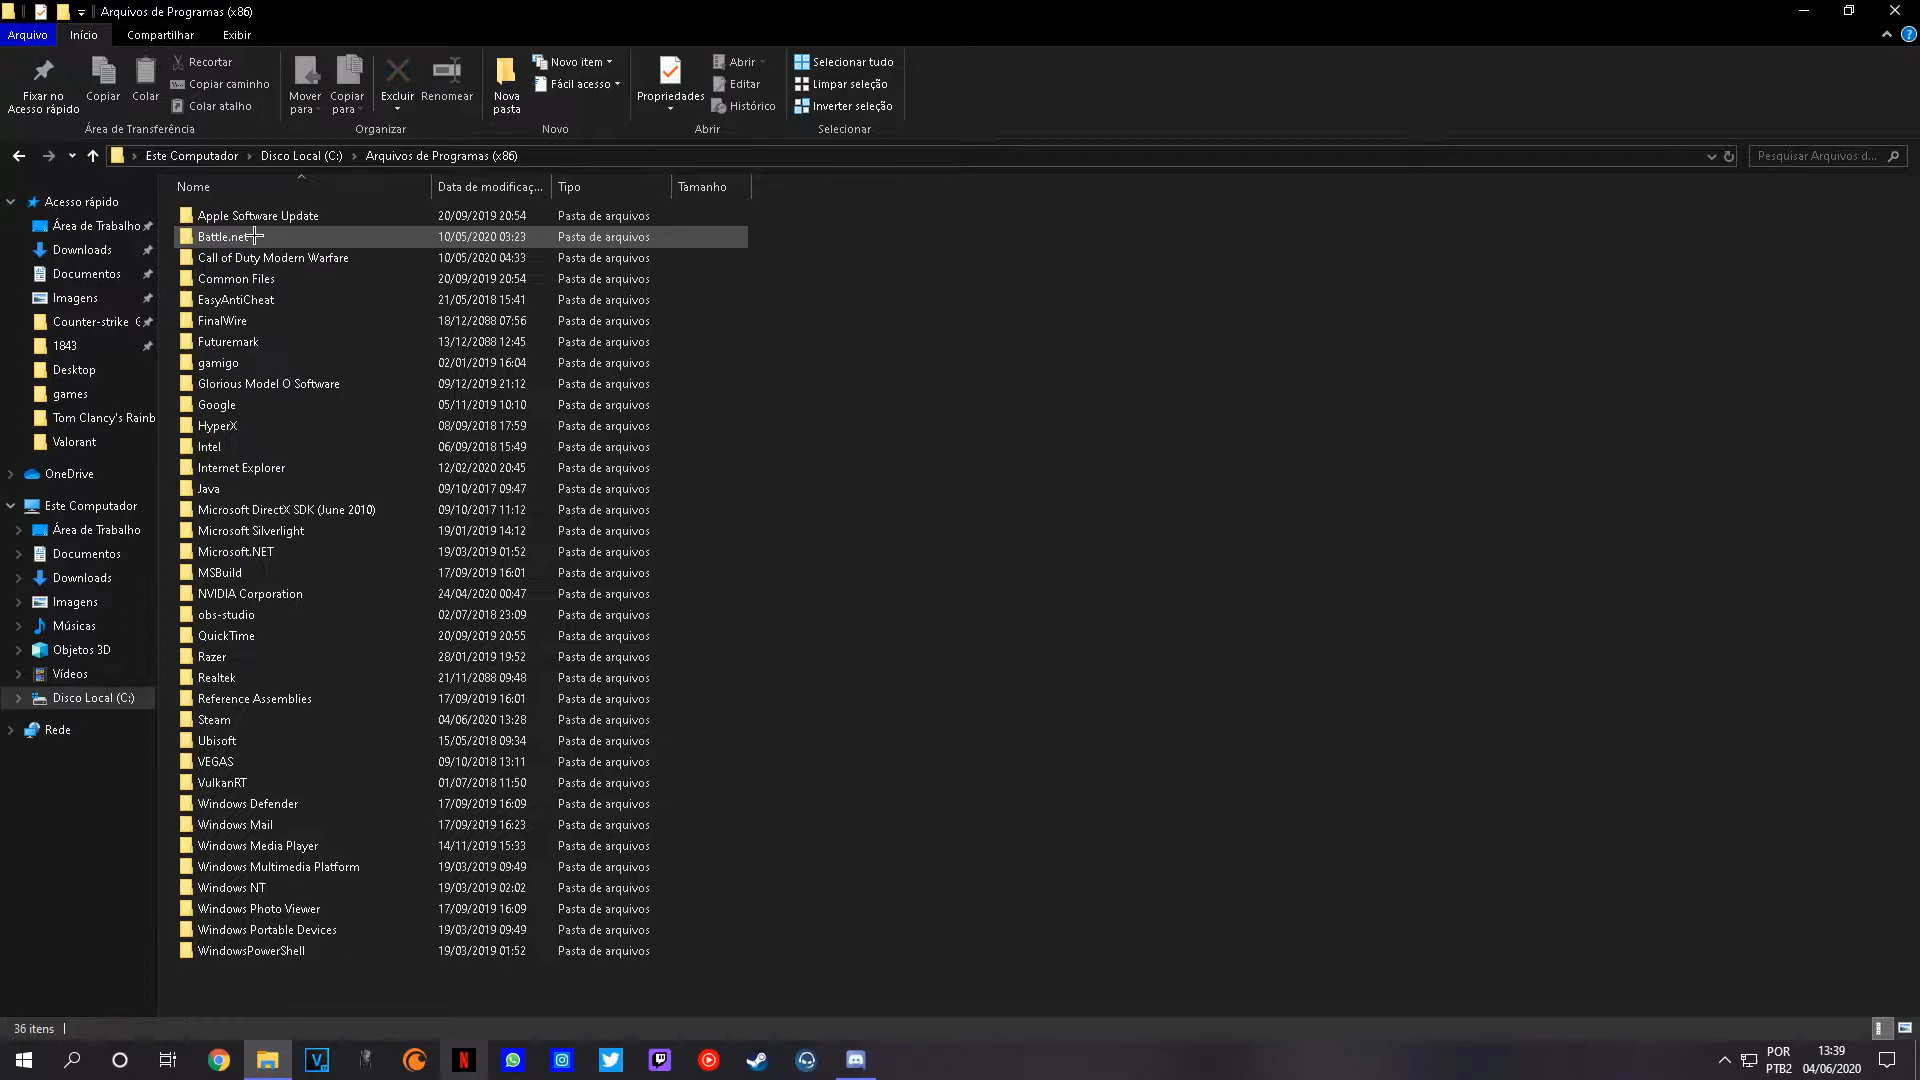 Arquivos de Programas (x86)
Arquivo Início Compartilhar Exibir
Fixar no Acesso rápido
Copiar
Colar
Recortar
Copiar caminho
Colar atalho
Área de Transferência
Mover para
Copiar para
Excluir
Renomear
Organizar
Nova pasta
Novo item
Fácil acesso
Novo
Propriedades
Abrir
Editar
Histórico
Abrir
Selecionar tudo
Limpar seleção
Inverter seleção
Selecionar
Este Computador Disco Local (C:) Arquivos de Programas (x86)
Pesquisar Arquivos d...
Acesso rápido
Área de Trabalho
Downloads
Documentos
Imagens
Counter-strike G
1843
Desktop
games
Tom Clancy's Rainb
Valorant
OneDrive
Este Computador
Área de Trabalho
Documentos
Downloads
Imagens
Músicas
Objetos 3D
Vídeos
Disco Local (C:)
Rede
Nome Data de modificaç... Tipo Tamanho
Apple Software Update 20/09/2019 20:54 Pasta de arquivos
Battle.net 10/05/2020 03:23 Pasta de arquivos
Call of Duty Modern Warfare 10/05/2020 04:33 Pasta de arquivos
Common Files 20/09/2019 20:54 Pasta de arquivos
EasyAntiCheat 21/05/2018 15:41 Pasta de arquivos
FinalWire 18/12/2088 07:56 Pasta de arquivos
Futuremark 13/12/2088 12:45 Pasta de arquivos
gamigo 02/01/2019 16:04 Pasta de arquivos
Glorious Model O Software 09/12/2019 21:12 Pasta de arquivos
Google 05/11/2019 10:10 Pasta de arquivos
HyperX 08/09/2018 17:59 Pasta de arquivos
Intel 06/09/2018 15:49 Pasta de arquivos
Internet Explorer 12/02/2020 20:45 Pasta de arquivos
Java 09/10/2017 09:47 Pasta de arquivos
Microsoft DirectX SDK (June 2010) 09/10/2017 11:12 Pasta de arquivos
Microsoft Silverlight 19/01/2019 14:12 Pasta de arquivos
Microsoft.NET 19/03/2019 01:52 Pasta de arquivos
MSBuild 17/09/2019 16:01 Pasta de arquivos
NVIDIA Corporation 24/04/2020 00:47 Pasta de arquivos
obs-studio 02/07/2018 23:09 Pasta de arquivos
QuickTime 20/09/2019 20:55 Pasta de arquivos
Razer 28/01/2019 19:52 Pasta de arquivos
Realtek 21/11/2088 09:48 Pasta de arquivos
Reference Assemblies 17/09/2019 16:01 Pasta de arquivos
Steam 04/06/2020 13:28 Pasta de arquivos
Ubisoft 15/05/2018 09:34 Pasta de arquivos
VEGAS 09/10/2018 13:11 Pasta de arquivos
VulkanRT 01/07/2018 11:50 Pasta de arquivos
Windows Defender 17/09/2019 16:09 Pasta de arquivos
Windows Mail 17/09/2019 16:23 Pasta de arquivos
Windows Media Player 14/11/2019 15:33 Pasta de arquivos
Windows Multimedia Platform 19/03/2019 09:49 Pasta de arquivos
Windows NT 19/03/2019 02:02 Pasta de arquivos
Windows Photo Viewer 17/09/2019 16:09 Pasta de arquivos
Windows Portable Devices 19/03/2019 09:49 Pasta de arquivos
WindowsPowerShell 19/03/2019 01:52 Pasta de arquivos
36 itens
POR
PTB2
13:39
04/06/2020